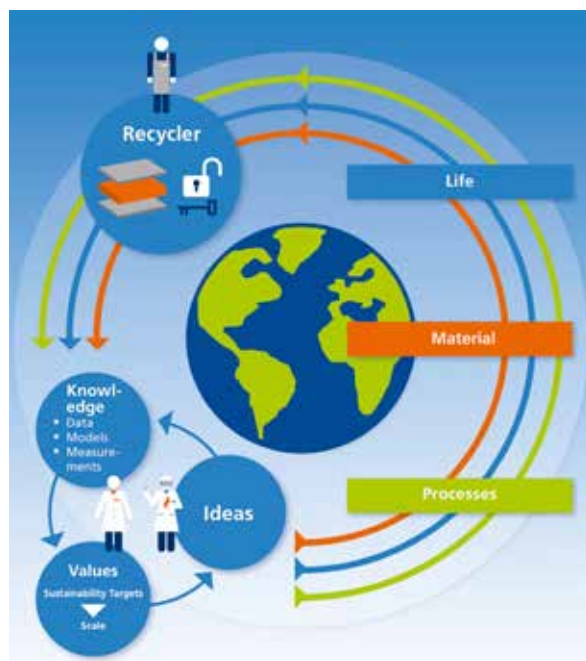 Recycler
Life
Material
Knowl-
edge
• Data
• Models
• Measure-
ments
Processes
Ideas
Values
Sustainability Targets
Scale